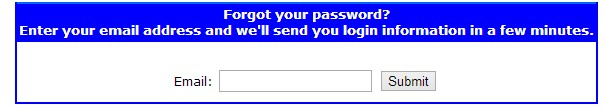 Forgot your password?
Enter your email address and we'll send you login information in a few minutes.
Email: Submit